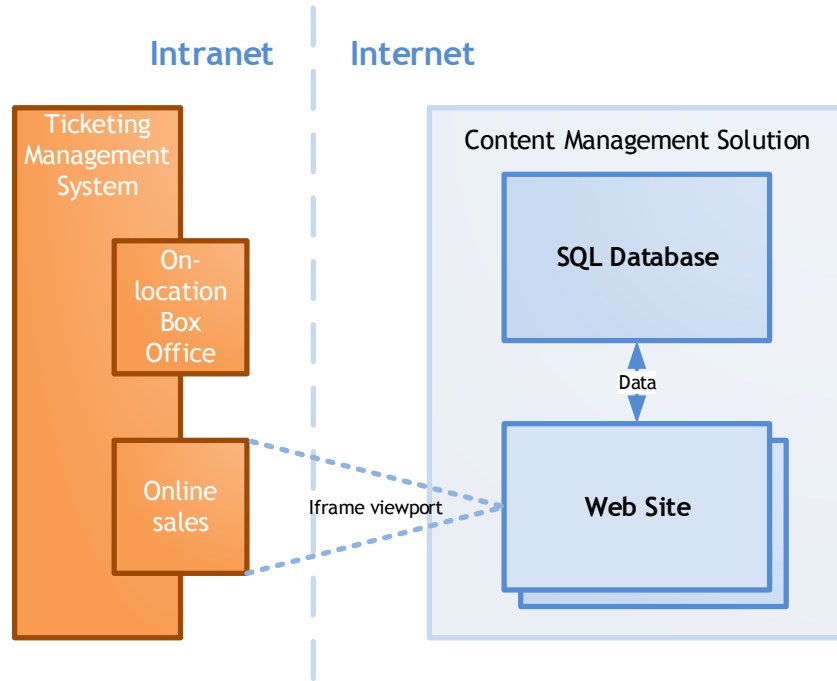 Intranet
Internet
Ticketing
Management
System
On-
location
Box
Office
Online
sales
Iframe viewport
Content Management Solution
SQL Database
Data
Web Site